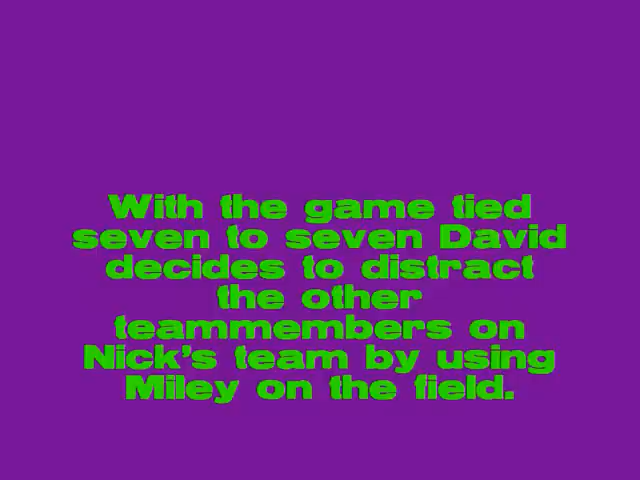 With the game tied
seven to seven David
decides to distract
the other
teammembers on
Nick's team by using
Miley on the field.